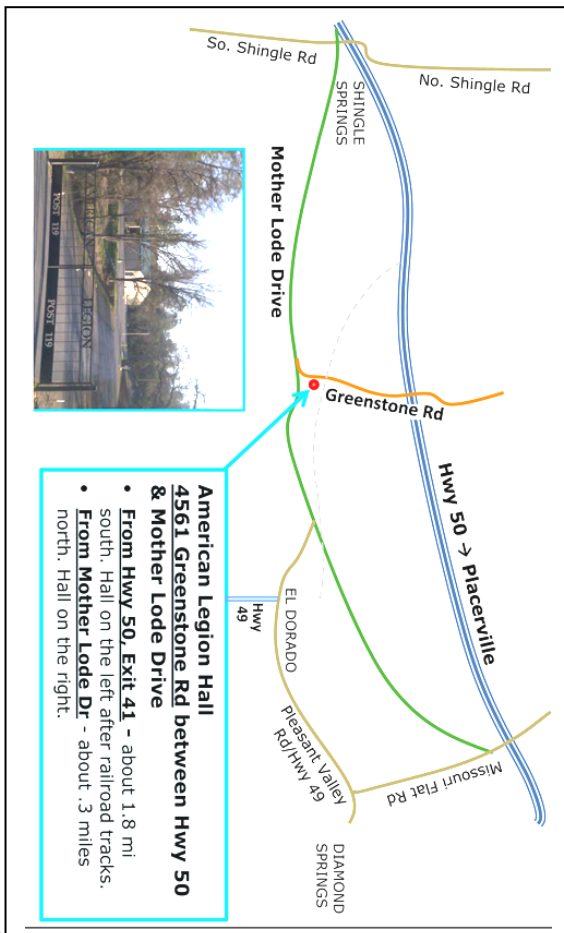 So. Shingle Rd
No. Shingle Rd
SHINGLE
SPRINGS
Mother Lode Drive
Greenstone Rd
Hwy 50 → Placerville
AMERICAN LEGION
POST 119
POST 119
EL DORADO
Hwy
49
Pleasant Valley
Rd/Hwy 49
Missouri Flat Rd
DIAMOND
SPRINGS
American Legion Hall
4561 Greenstone Rd between Hwy 50
& Mother Lode Drive
• From Hwy 50, Exit 41 – about 1.8 mi
south. Hall on the left after railroad tracks.
• From Mother Lode Dr - about .3 miles
north. Hall on the right.